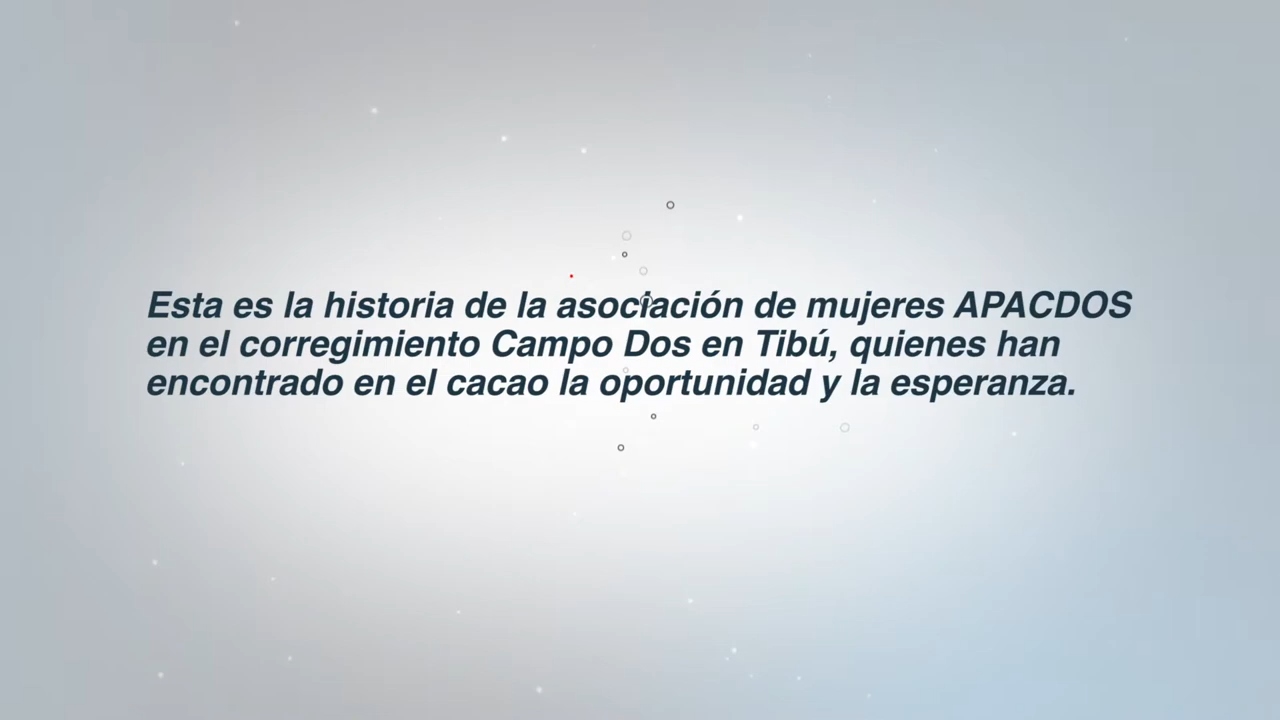 Esta es la historia de la asociación de mujeres APACDOS
en el corregimiento Campo Dos en Tibú, quienes han
encontrado en el cacao la oportunidad y la esperanza.